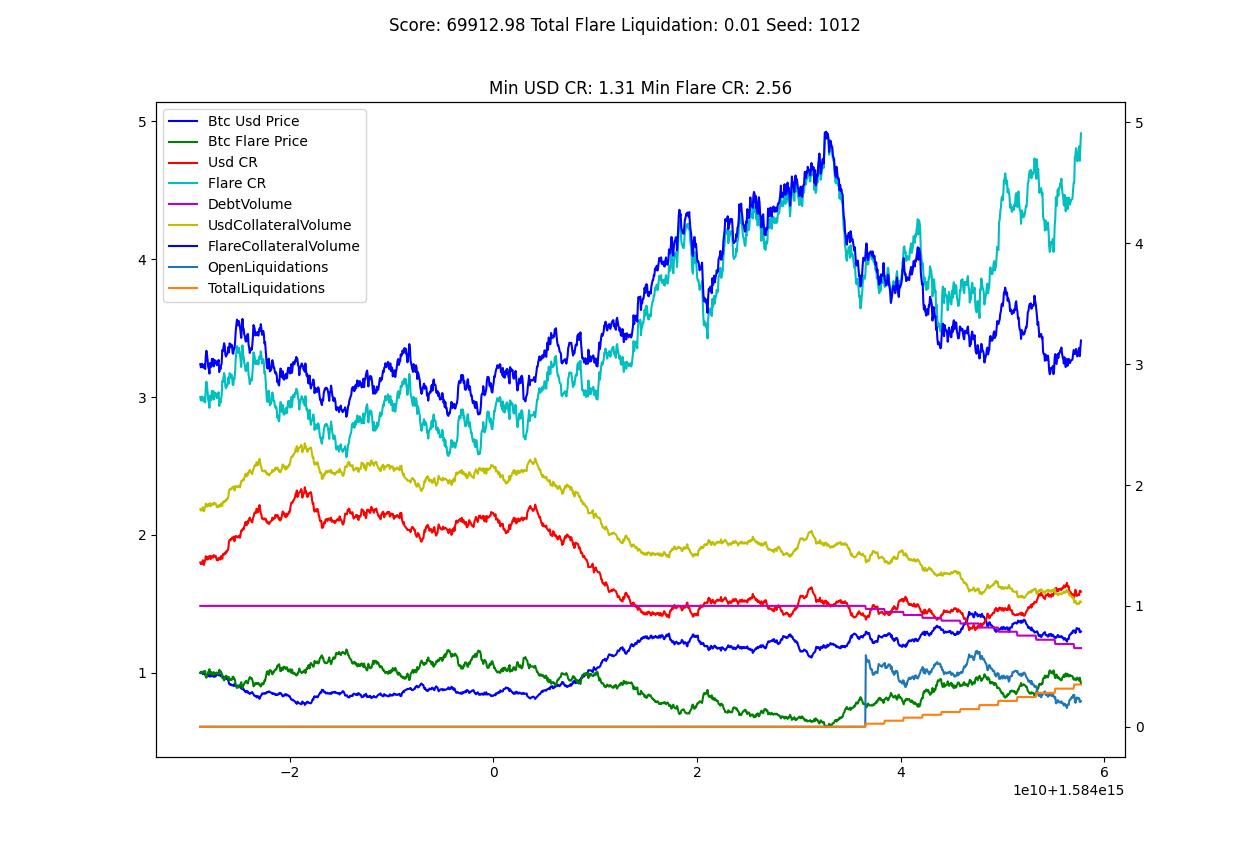 Score: 69912.98 Total Flare Liquidation: 0.01 Seed: 1012
Min USD CR: 1.31 Min Flare CR: 2.56
Btc Usd Price
Btc Flare Price
Usd CR
Flare CR
DebtVolume
UsdCollateralVolume
FlareCollateralVolume
OpenLiquidations
TotalLiquidations
5
4
3
2
1
5
4
3
2
1
0
−2
0
2
4
6
1e10+1.584e15